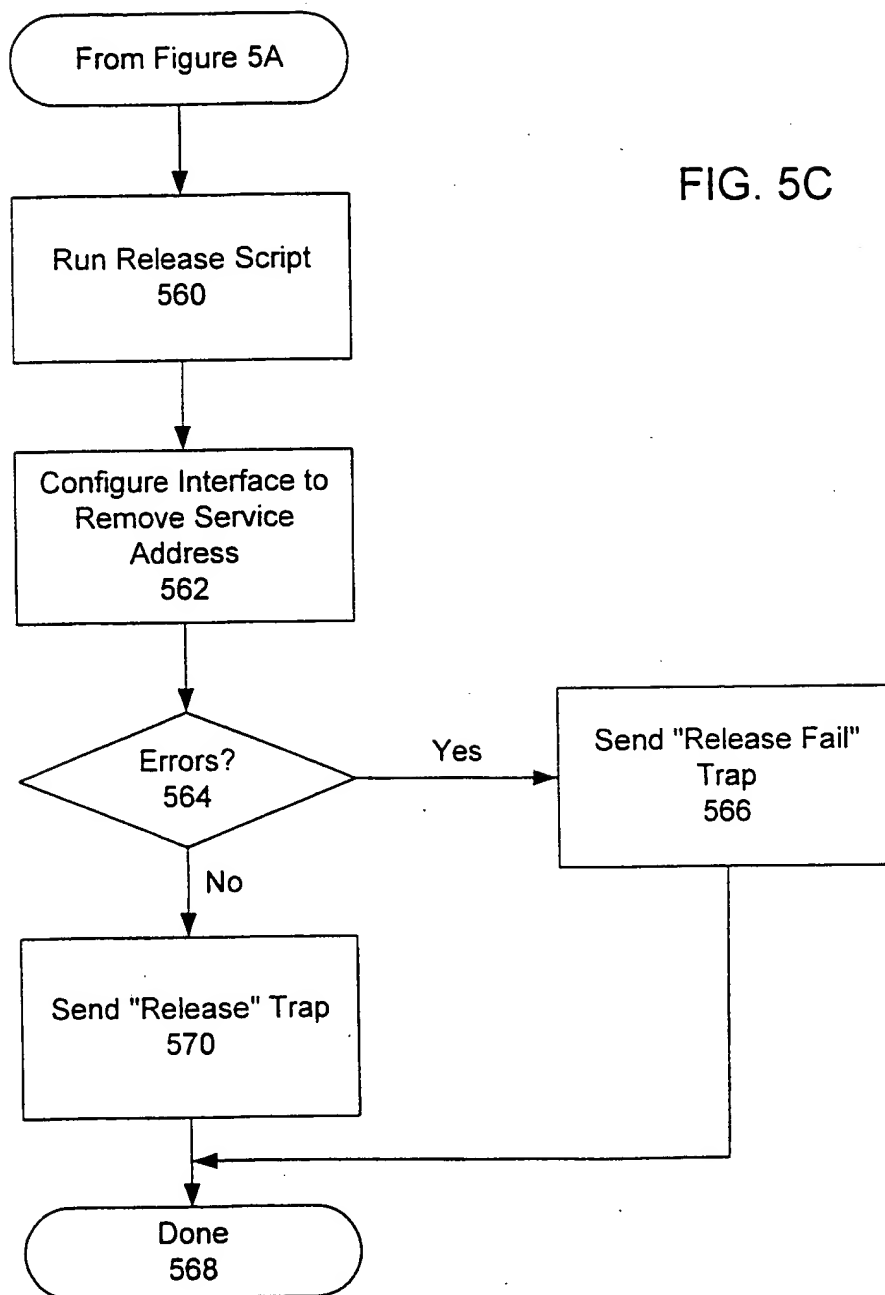 From Figure 5A
FIG. 5C
Run Release Script
560
Configure Interface to
Remove Service
Address
562
Errors?
564
Yes
Send "Release Fail"
Trap
566
No
Send "Release" Trap
570
Done
568